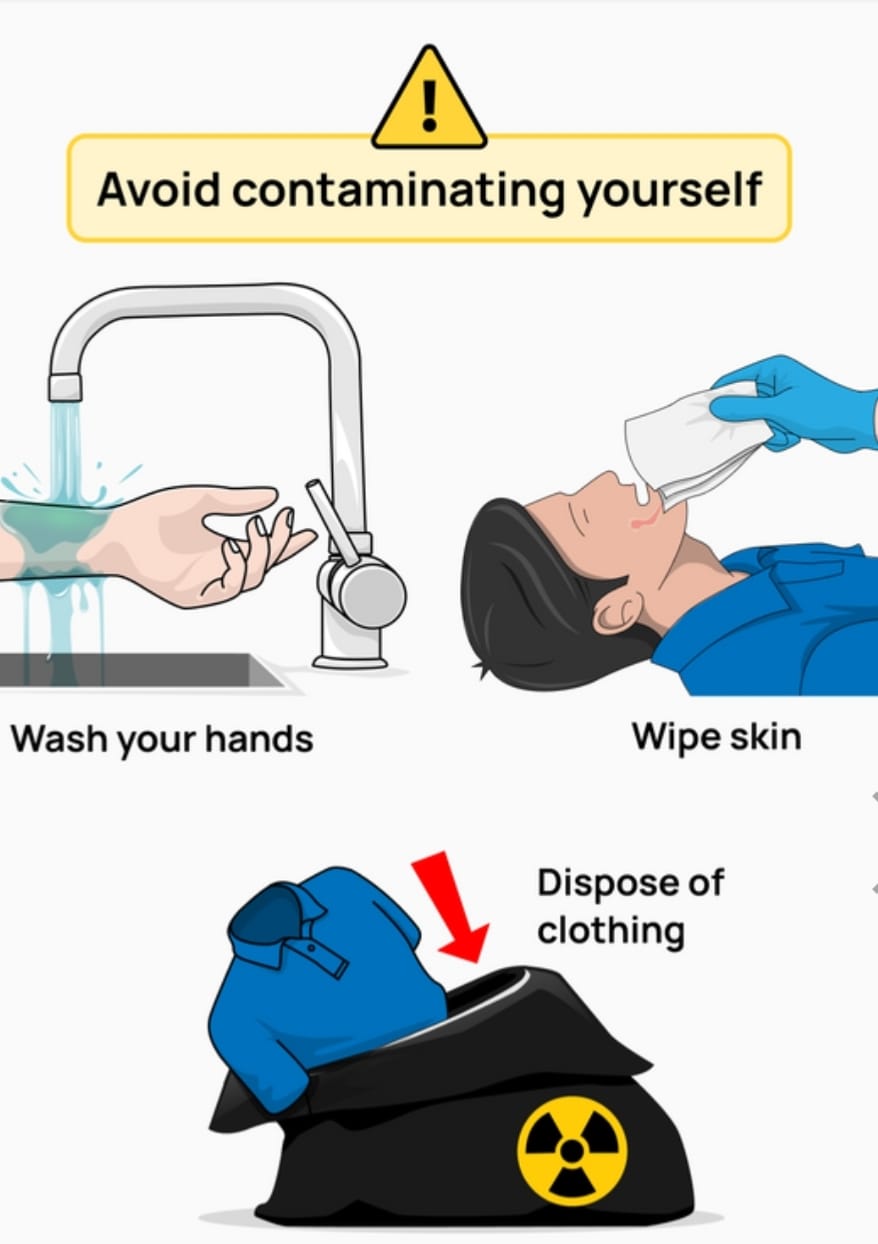 Avoid contaminating yourself
Wash your hands
Wipe skin
Dispose of
clothing